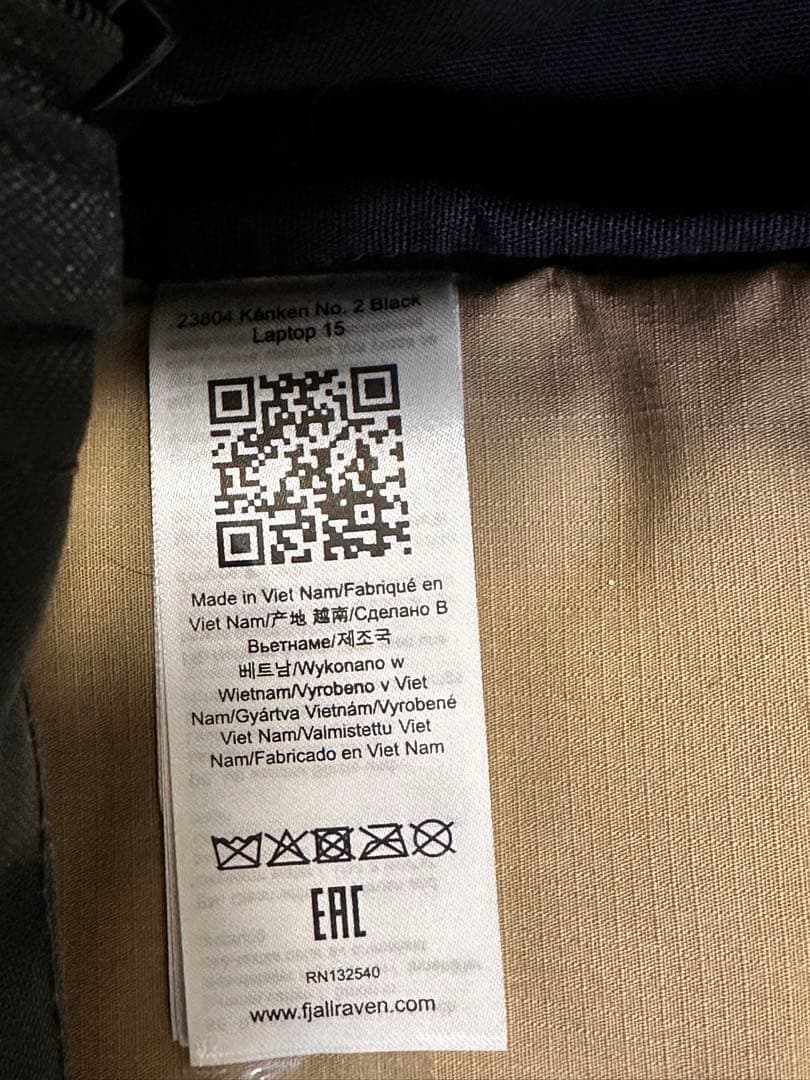 23804 Kånken No. 2 Black
Laptop 15
Made in Viet Nam/Fabriqué en
Viet Nam/产地 越南/Сделано В
Вьетнаме/제조국
베트남/Wykonano w
Wietnam/Vyrobeno v Viet
Nam/Gyártva Vietnám/Vyrobené
Viet Nam/Valmistettu Viet
Nam/Fabricado en Viet Nam
EAC
RN132540
www.fjallraven.com